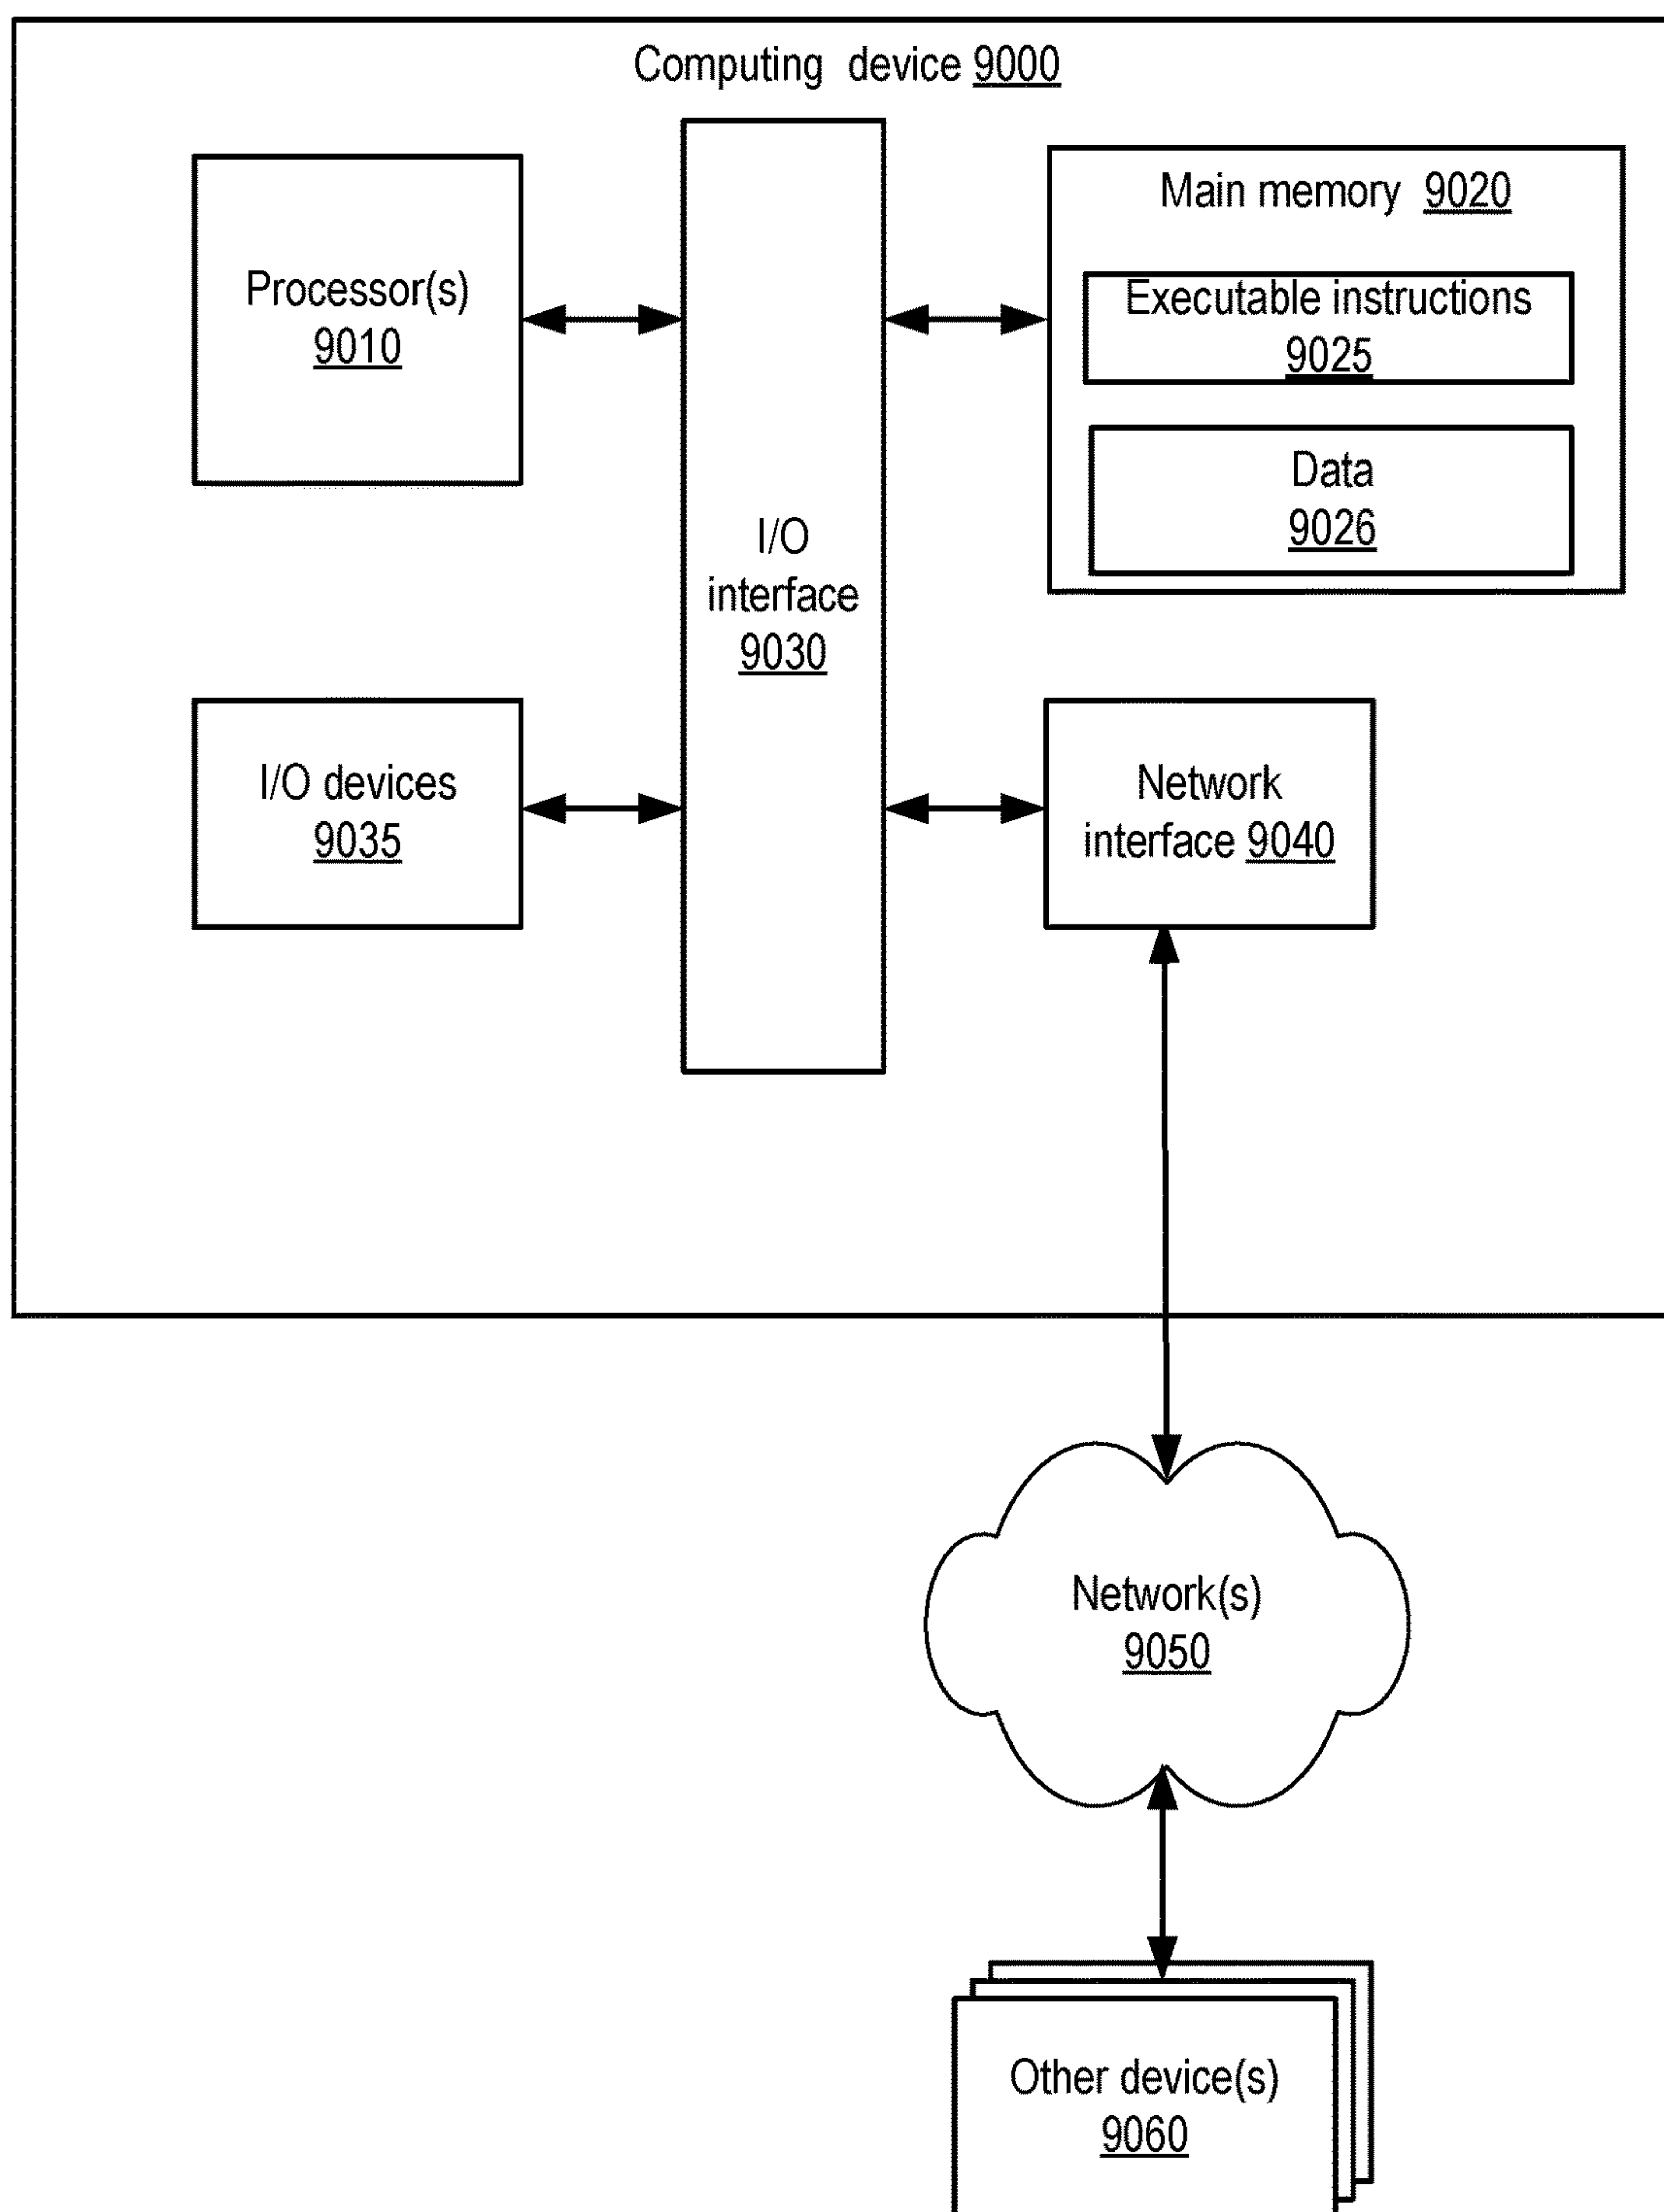 Computing device 9000
Processor(s)
9010
I/O
interface
9030
Main memory 9020
Executable instructions
9025
Data
9026
I/O devices
9035
Network
interface 9040
Network(s)
9050
Other device(s)
9060